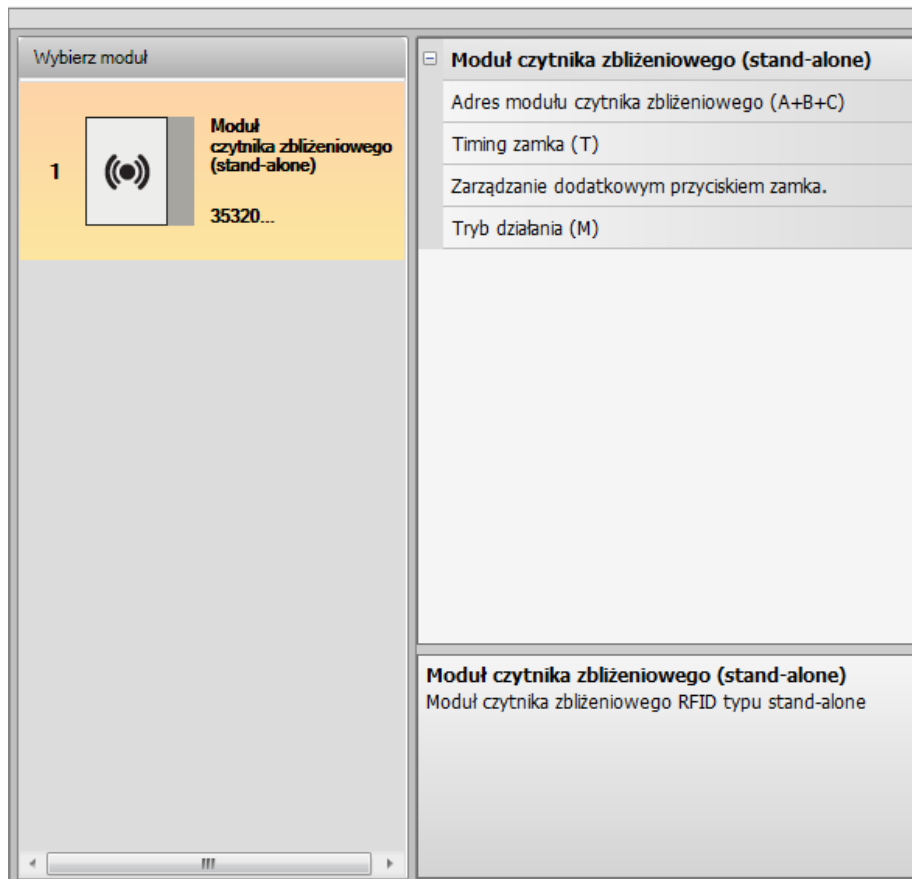 Wybierz moduł
1
Moduł
czytnika zbliżeniowego
(stand-alone)
35320...
Moduł czytnika zbliżeniowego (stand-alone)
Adres modułu czytnika zbliżeniowego (A+B+C)
Timing zamka (T)
Zarządzanie dodatkowym przyciskiem zamka.
Tryb działania (M)
Moduł czytnika zbliżeniowego (stand-alone)
Moduł czytnika zbliżeniowego RFID typu stand-alone